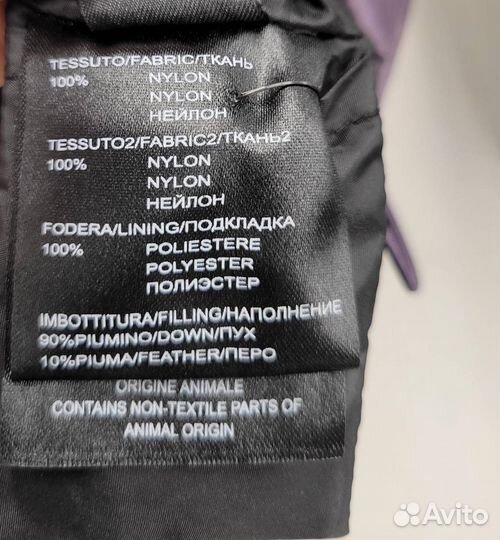 TESSUTO/FABRIC/ТКАНЬ
100% NYLON
NYLON
НЕЙЛОН
TESSUTO2/FABRIC2/ТКАНЬ2
100% NYLON
NYLON
НЕЙЛОН
FODERA/LINING/ПОДКЛАДКА
100% POLIESTERE
POLYESTER
ПОЛИЭСТЕР
IMBOTTITURA/FILLING/НАПОЛНЕНИЕ
90%PIUMINO/DOWN/ПУХ
10%PIUMA/FEATHER/ПЕРО
ORIGINE ANIMALE
CONTAINS NON-TEXTILE PARTS OF
ANIMAL ORIGIN
Avito